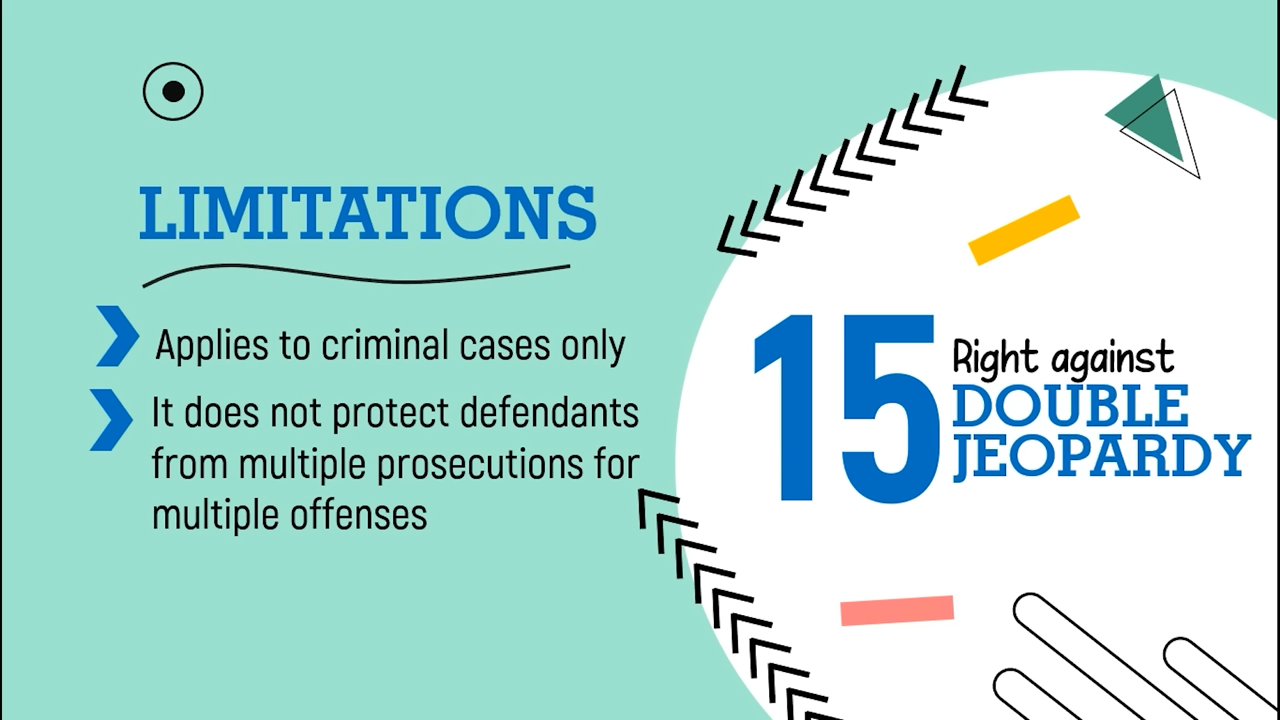 LIMITATIONS
Applies to criminal cases only
It does not protect defendants
from multiple prosecutions for
multiple offenses
15
Right against
DOUBLE
JEOPARDY